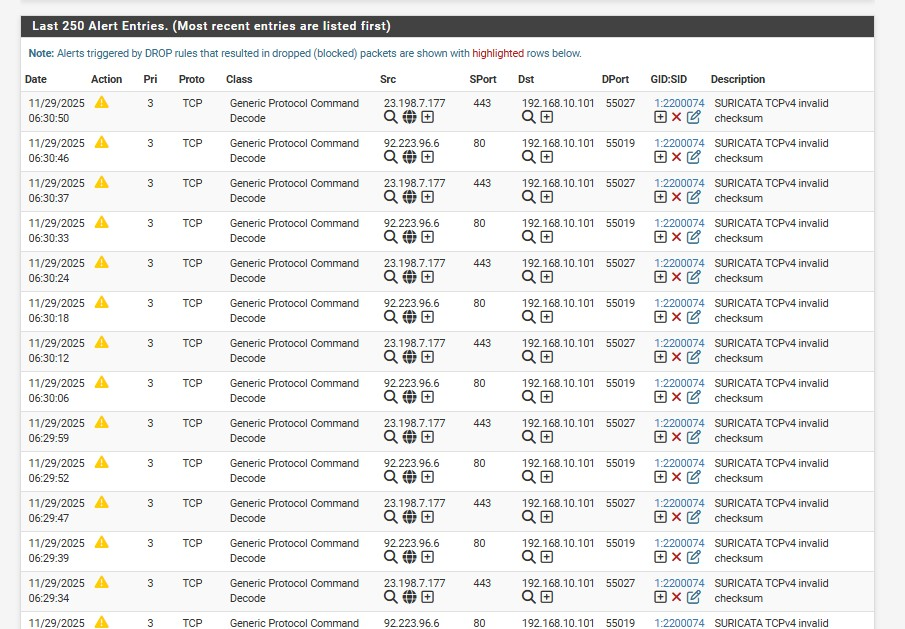 Last 250 Alert Entries. (Most recent entries are listed first)
Note: Alerts triggered by DROP rules that resulted in dropped (blocked) packets are shown with highlighted rows below.
Date Action Pri Proto Class Src SPort Dst DPort GID:SID Description
11/29/2025 3 TCP Generic Protocol Command 23.198.7.177 443 192.168.10.101 55027 1:2200074 SURICATA TCPv4 invalid
06:30:50 Decode checksum
11/29/2025 3 TCP Generic Protocol Command 92.223.96.6 80 192.168.10.101 55019 1:2200074 SURICATA TCPv4 invalid
06:30:46 Decode checksum
11/29/2025 3 TCP Generic Protocol Command 23.198.7.177 443 192.168.10.101 55027 1:2200074 SURICATA TCPv4 invalid
06:30:37 Decode checksum
11/29/2025 3 TCP Generic Protocol Command 92.223.96.6 80 192.168.10.101 55019 1:2200074 SURICATA TCPv4 invalid
06:30:33 Decode checksum
11/29/2025 3 TCP Generic Protocol Command 23.198.7.177 443 192.168.10.101 55027 1:2200074 SURICATA TCPv4 invalid
06:30:24 Decode checksum
11/29/2025 3 TCP Generic Protocol Command 92.223.96.6 80 192.168.10.101 55019 1:2200074 SURICATA TCPv4 invalid
06:30:18 Decode checksum
11/29/2025 3 TCP Generic Protocol Command 23.198.7.177 443 192.168.10.101 55027 1:2200074 SURICATA TCPv4 invalid
06:30:12 Decode checksum
11/29/2025 3 TCP Generic Protocol Command 92.223.96.6 80 192.168.10.101 55019 1:2200074 SURICATA TCPv4 invalid
06:30:06 Decode checksum
11/29/2025 3 TCP Generic Protocol Command 23.198.7.177 443 192.168.10.101 55027 1:2200074 SURICATA TCPv4 invalid
06:29:59 Decode checksum
11/29/2025 3 TCP Generic Protocol Command 92.223.96.6 80 192.168.10.101 55019 1:2200074 SURICATA TCPv4 invalid
06:29:52 Decode checksum
11/29/2025 3 TCP Generic Protocol Command 23.198.7.177 443 192.168.10.101 55027 1:2200074 SURICATA TCPv4 invalid
06:29:47 Decode checksum
11/29/2025 3 TCP Generic Protocol Command 92.223.96.6 80 192.168.10.101 55019 1:2200074 SURICATA TCPv4 invalid
06:29:39 Decode checksum
11/29/2025 3 TCP Generic Protocol Command 23.198.7.177 443 192.168.10.101 55027 1:2200074 SURICATA TCPv4 invalid
06:29:34 Decode checksum
11/29/2025 3 TCP Generic Protocol Command 92.223.96.6 80 192.168.10.101 55019 1:2200074 SURICATA TCPv4 invalid